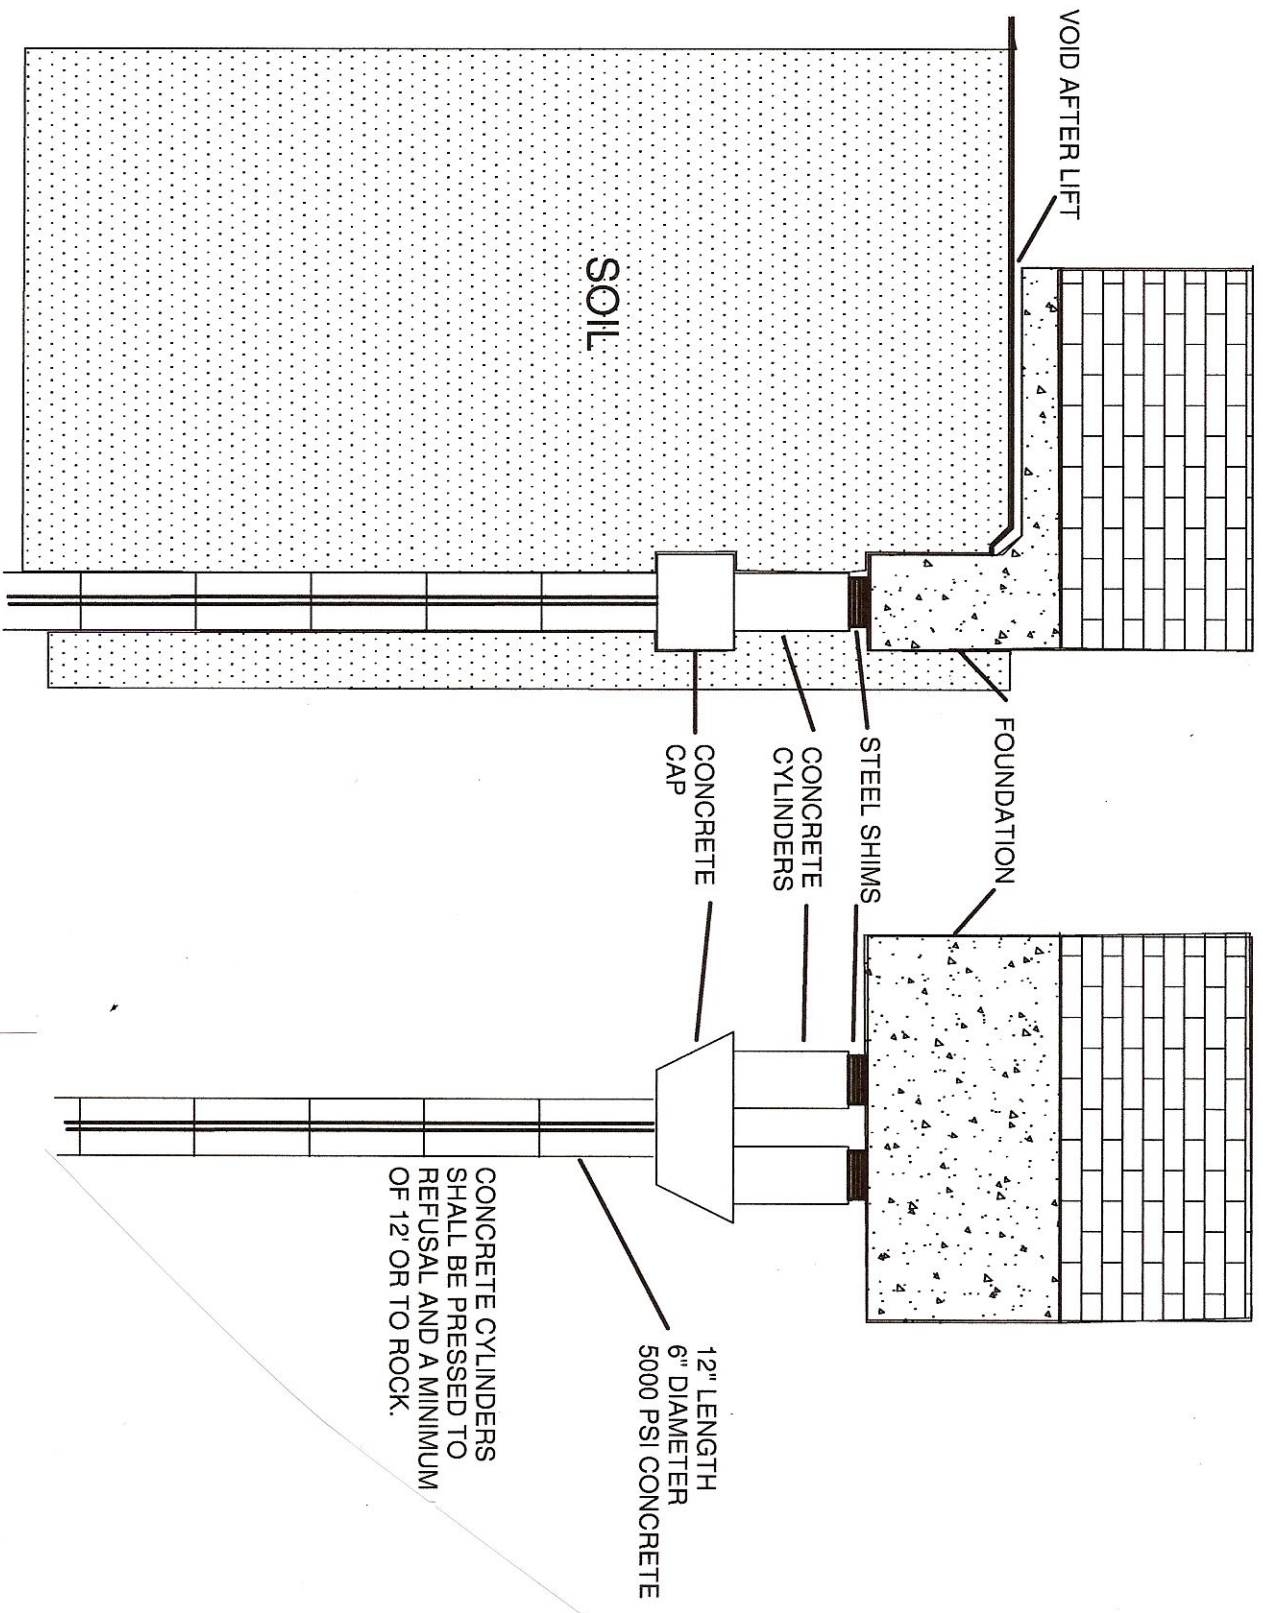 VOID AFTER LIFT
SOIL
FOUNDATION
STEEL SHIMS
CONCRETE
CYLINDERS
CONCRETE
CAP
12" LENGTH
6" DIAMETER
5000 PSI CONCRETE
CONCRETE CYLINDERS
SHALL BE PRESSED TO
REFUSAL AND A MINIMUM
OF 12' OR TO ROCK.